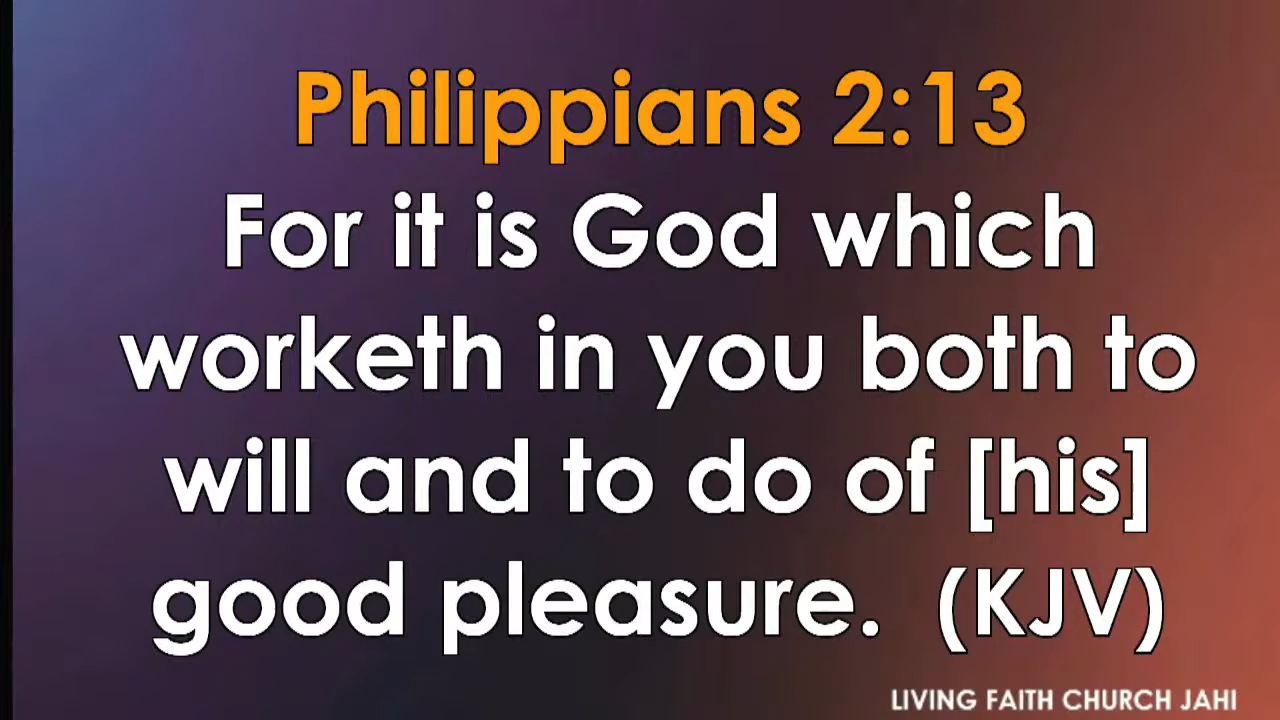 Philippians 2:13
For it is God which
worketh in you both to
will and to do of [his]
good pleasure.  (KJV)
LIVING FAITH CHURCH JAHI